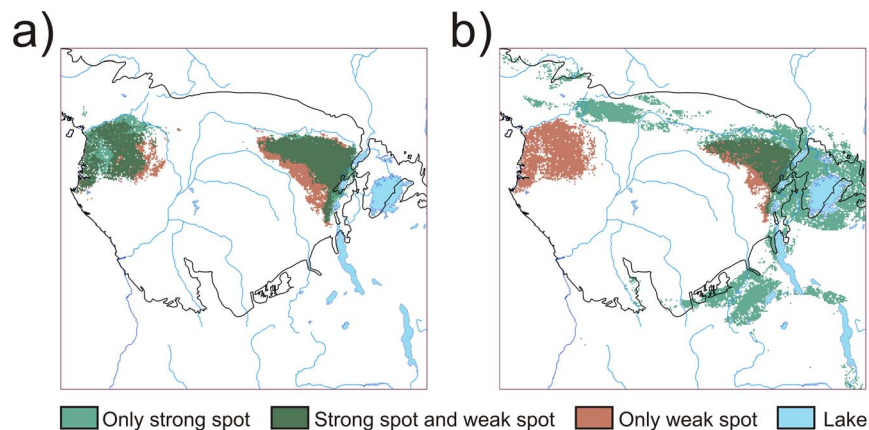 a)
b)
Only strong spot
Strong spot and weak spot
Only weak spot
Lake